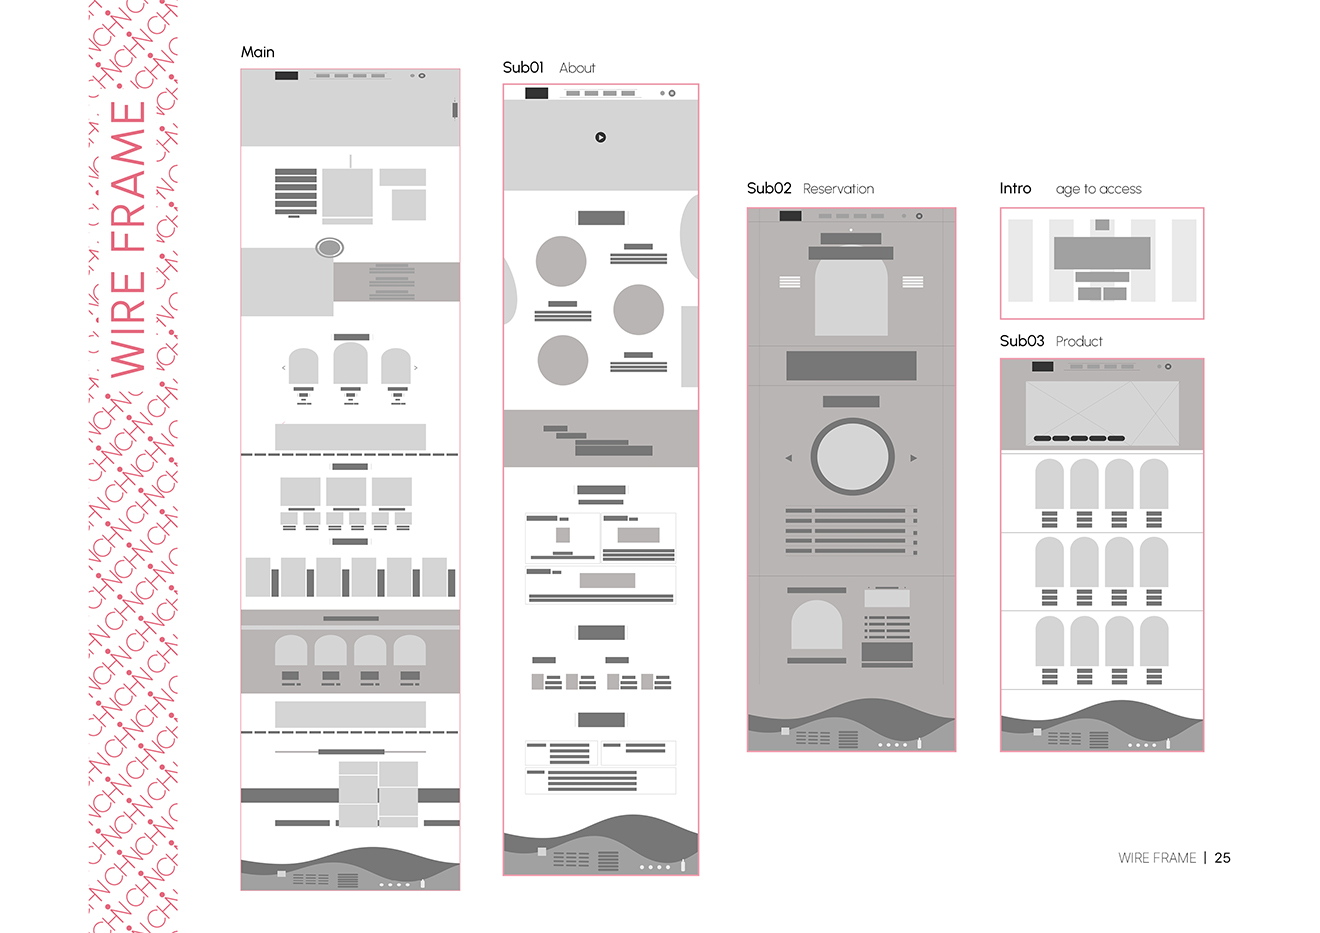 WIRE FRAME
Main
Sub01 About
Sub02 Reservation
Intro age to access
Sub03 Product
WIRE FRAME | 25